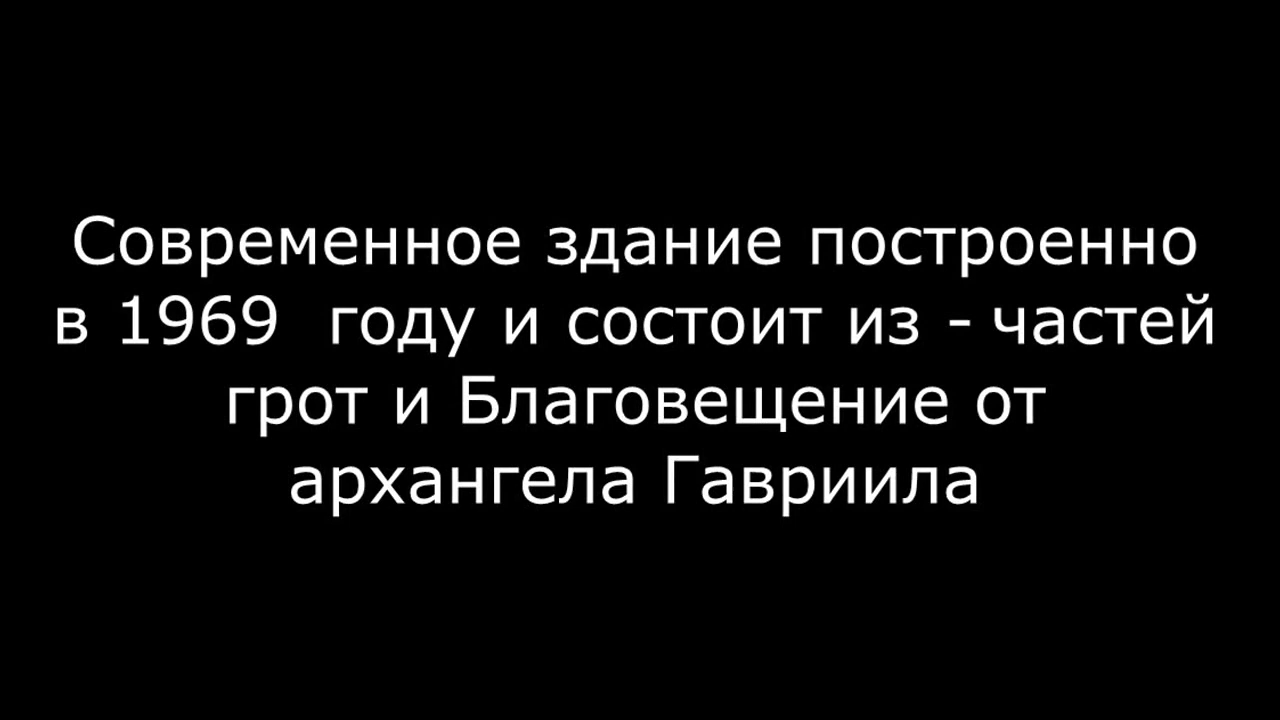 Современное здание построенно
в 1969  году и состоит из - частей
грот и Благовещение от
архангела Гавриила